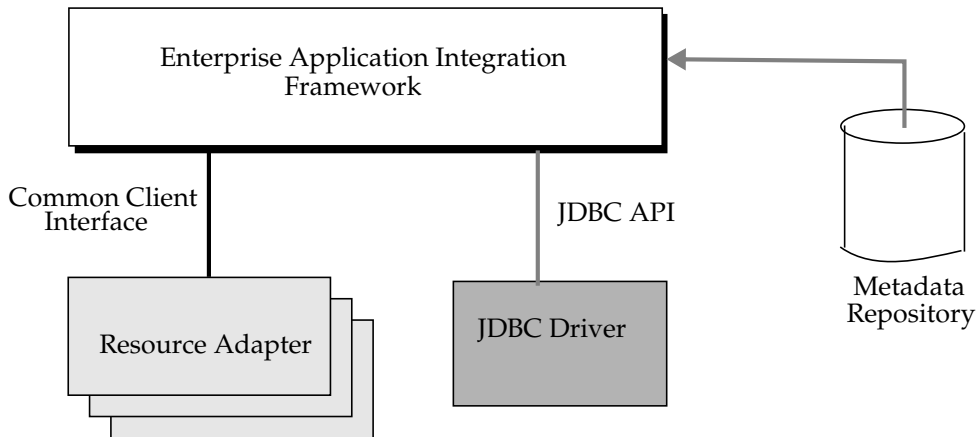 Enterprise Application Integration
Framework
Common Client
Interface
JDBC API
Metadata
Repository
Resource Adapter
JDBC Driver